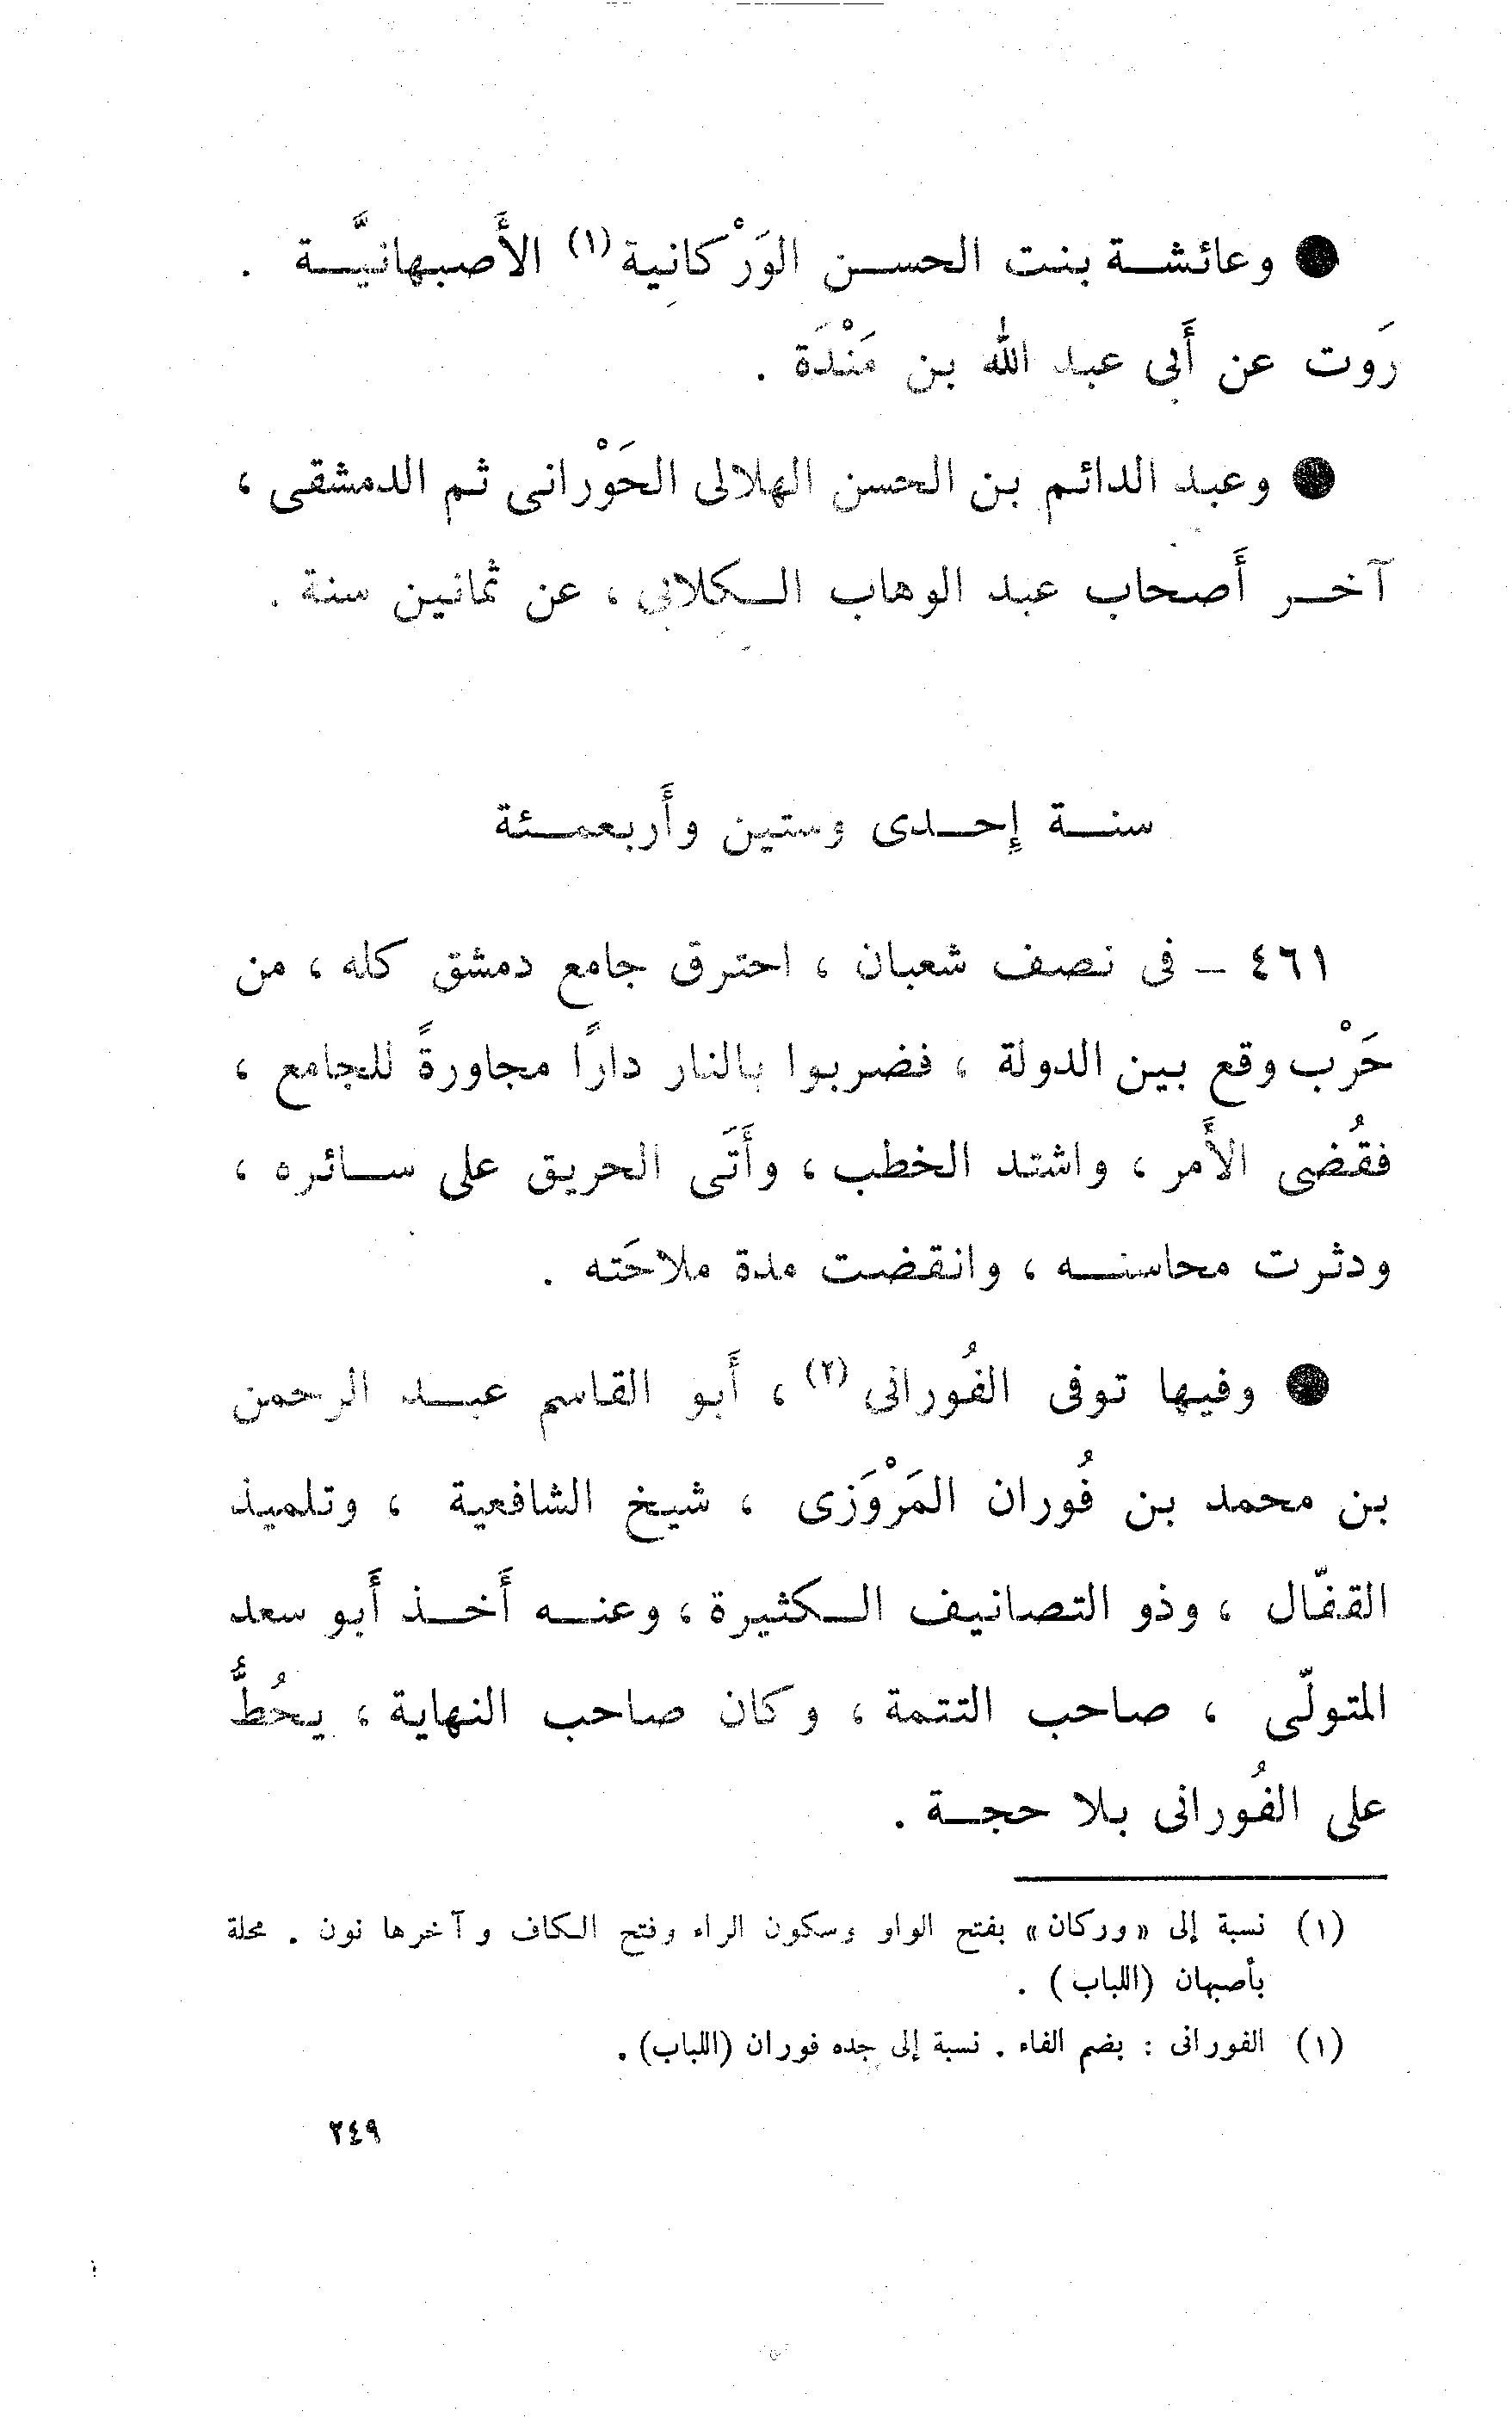 ● وعائشة بنت الحسن الوَرْكانية (١) الأَصبهانيَّة .
رَوت عن أَبى عبد الله بن مَنْدَة .
● وعبد الدائم بن الحسن الهلالى الحَوْرانى ثم الدمشقى ،
آخر أَصحاب عبد الوهاب الكلابى ، عن ثمانين سنة .
سنة إِحدى وستين وأَربعمئة
٤٦١ – فى نصف شعبان ، احترق جامع دمشق كله ، من
حَرْب وقع بين الدولة ، فضربوا بالنار دارًا مجاورةً للجامع ،
فقُضى الأَمر ، واشتد الخطب ، وأَتَى الحريق على سائره ،
ودثرت محاسنه ، وانقضت مدة ملاحَته .
● وفيها توفى الفُورانى (٢) ، أَبو القاسم عبد الرحمن
بن محمد بن فُوران المَرْوَزى ، شيخ الشافعية ، وتلميذ
القفّال ، وذو التصانيف الكثيرة ، وعنه أَخذ أَبو سعد
المتولّى ، صاحب التتمة ، وكان صاحب النهاية ، يحُطُّ
على الفُورانى بلا حجة .
(١) نسبة إلى «وركان» بفتح الواو وسكون الراء وفتح الكاف وآخرها نون . محلة
بأصبهان (اللباب) .
(١) الفورانى : بضم الفاء . نسبة إلى جده فوران (اللباب) .
٢٤٩